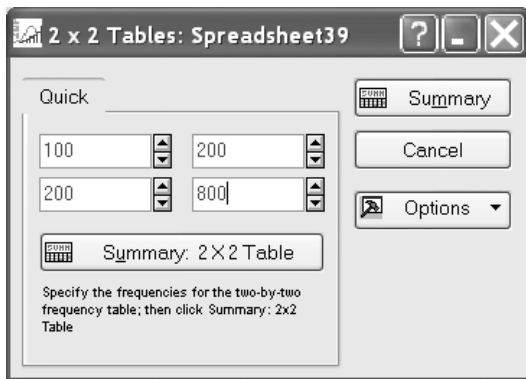 2 x 2 Tables: Spreadsheet39
Quick
Summary
100 200
Cancel
200 800
Options
Summary: 2X2 Table
Specify the frequencies for the two-by-two
frequency table; then click Summary: 2x2
Table